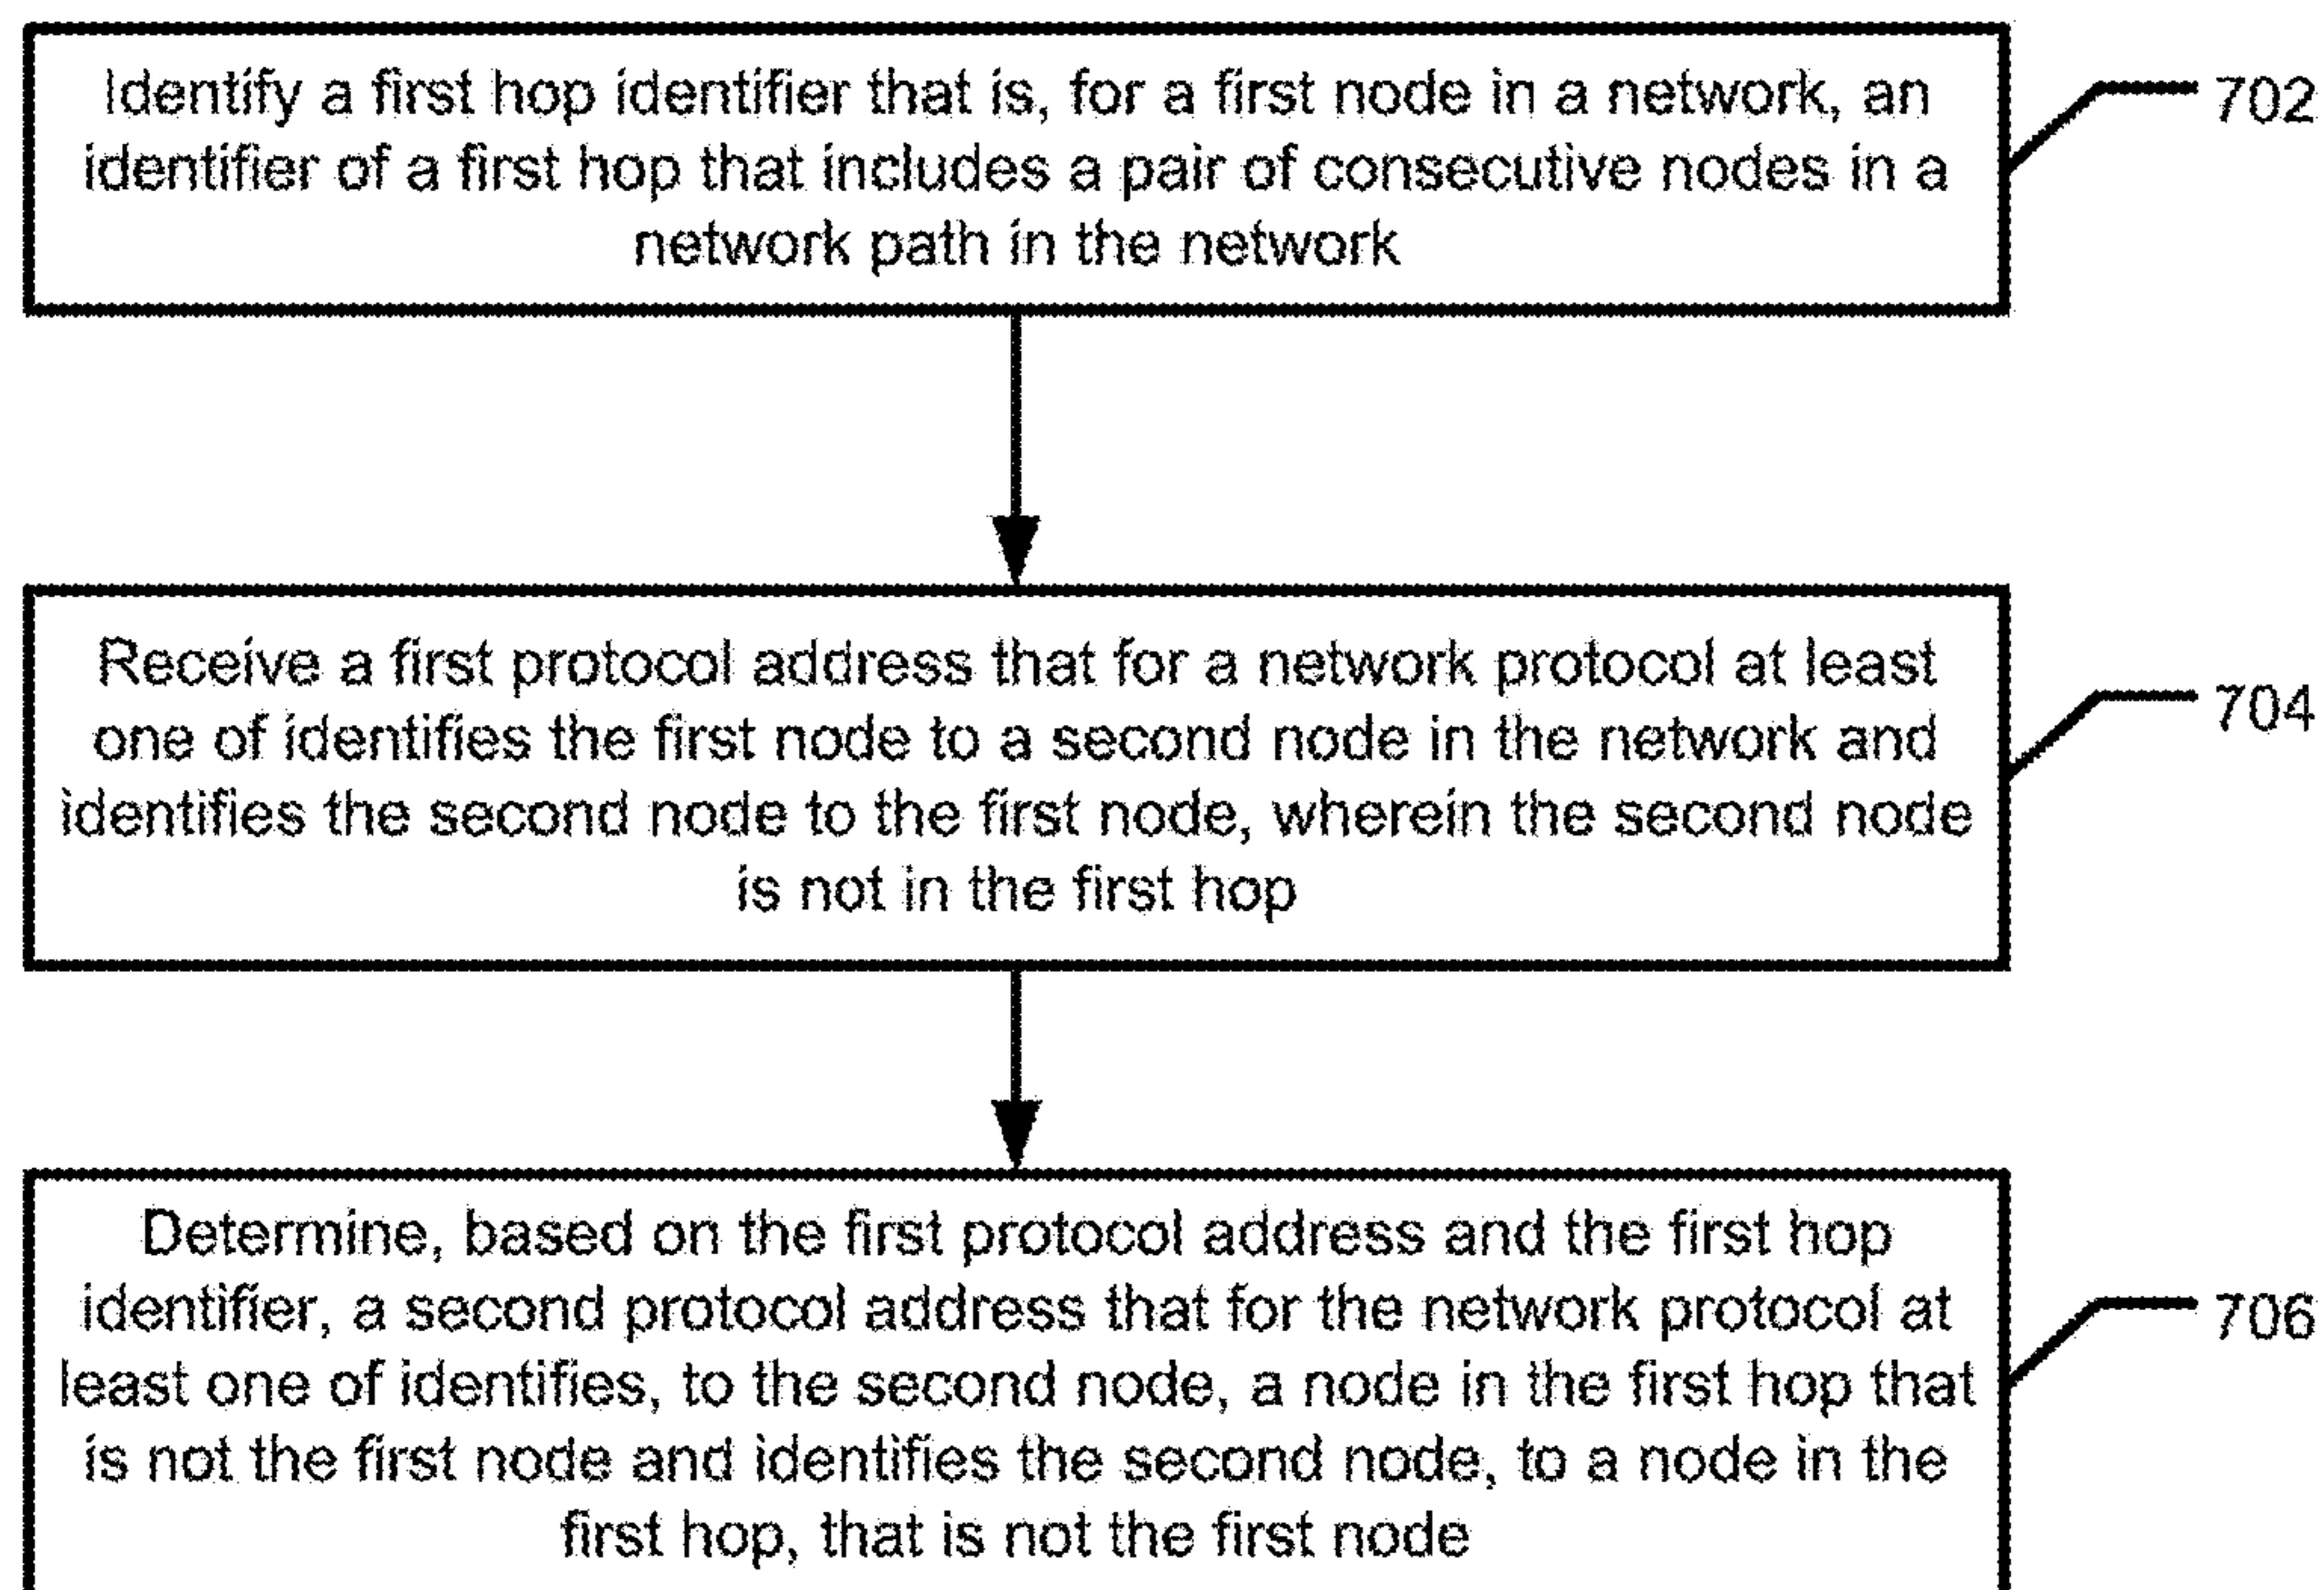 Identify a first hop identifier that is, for a first node in a network, an
identifier of a first hop that includes a pair of consecutive nodes in a
network path in the network
702
Receive a first protocol address that for a network protocol at least
one of identifies the first node to a second node in the network and
identifies the second node to the first node, wherein the second node
is not in the first hop
704
Determine, based on the first protocol address and the first hop
identifier, a second protocol address that for the network protocol at
least one of identifies, to the second node, a node in the first hop that
is not the first node and identifies the second node, to a node in the
first hop, that is not the first node
706